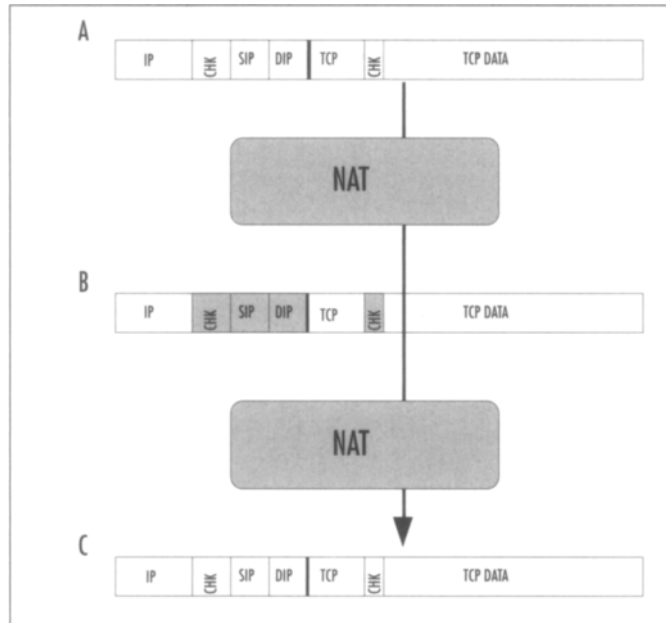 A
IP CHK SIP DIP TCP CHK TCP DATA
NAT
B
IP CHK SIP DIP TCP CHK TCP DATA
NAT
C
IP CHK SIP DIP TCP CHK TCP DATA